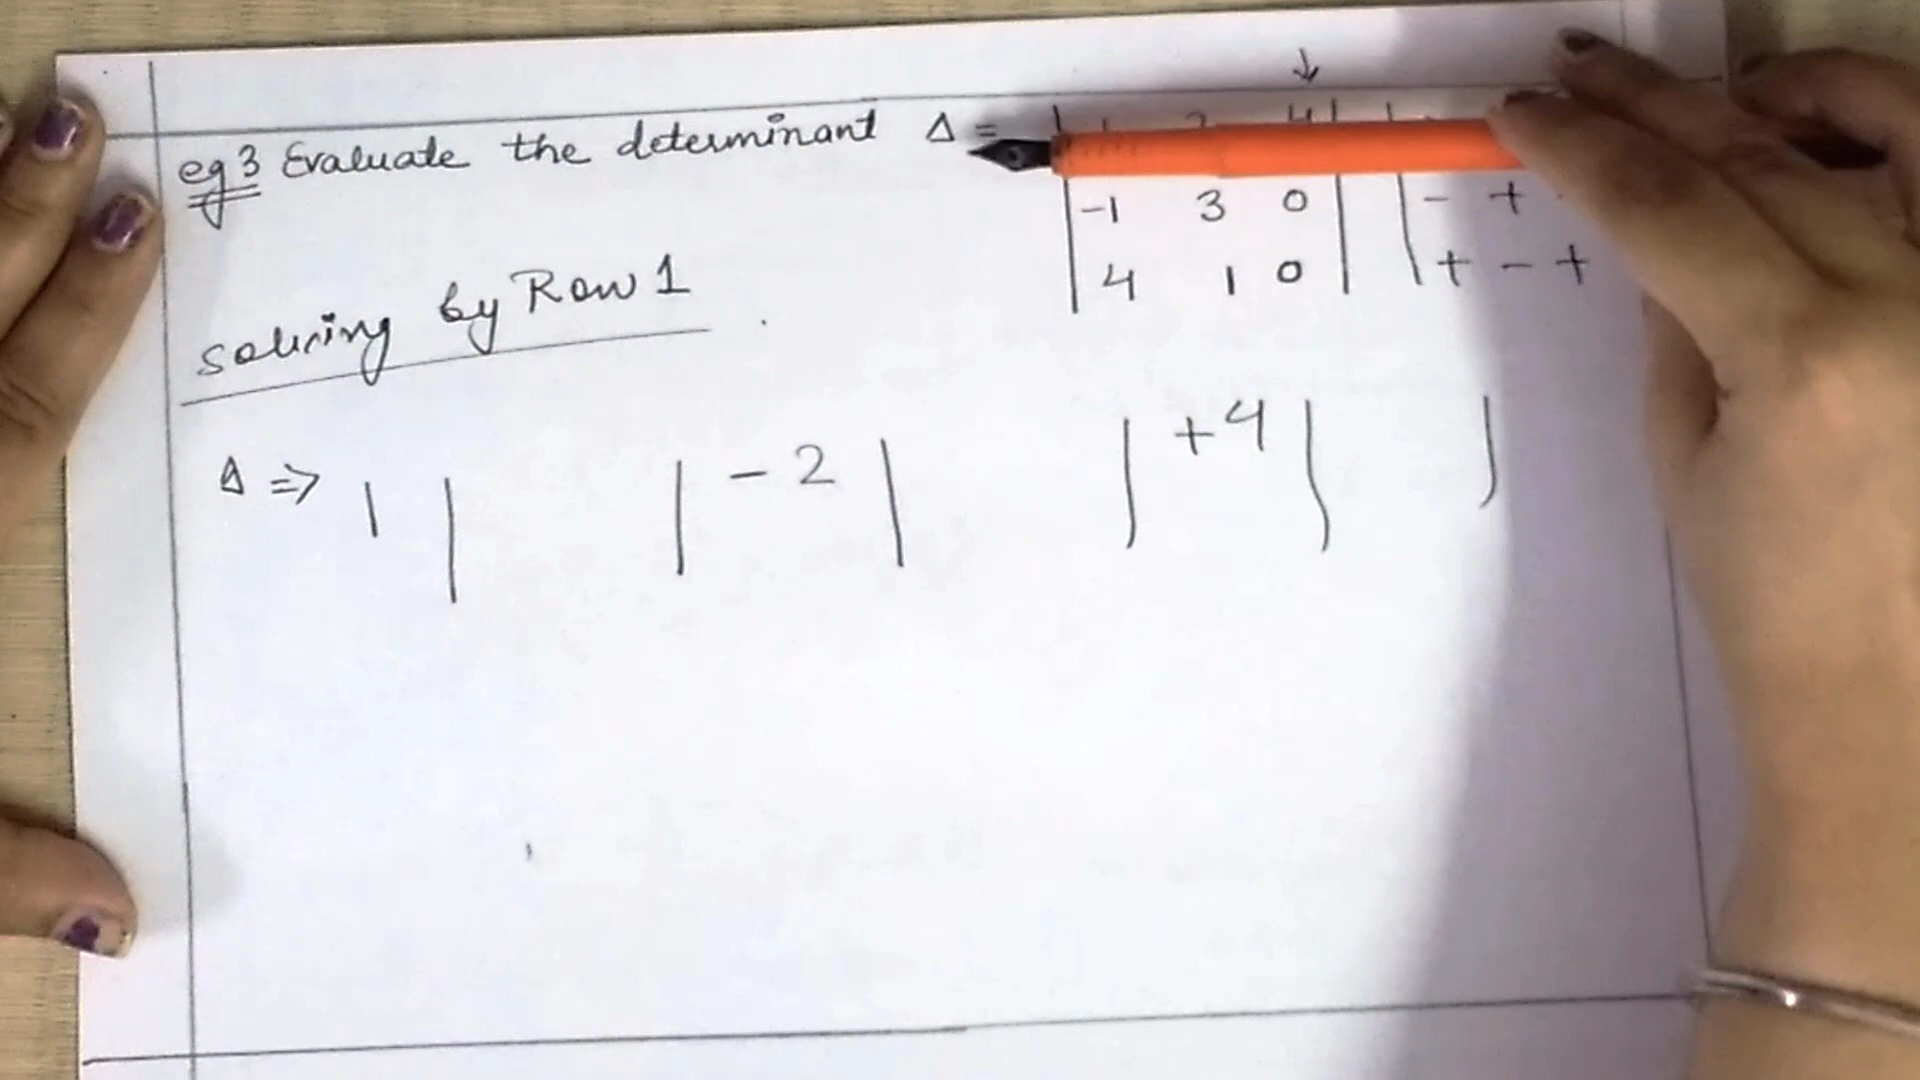 eg 3 Evaluate the determinant Δ =
-1 3 0 | - +
4 1 0 | + - +
solving by Row 1
Δ ⇒ 1 | | - 2 | | + 4 | |